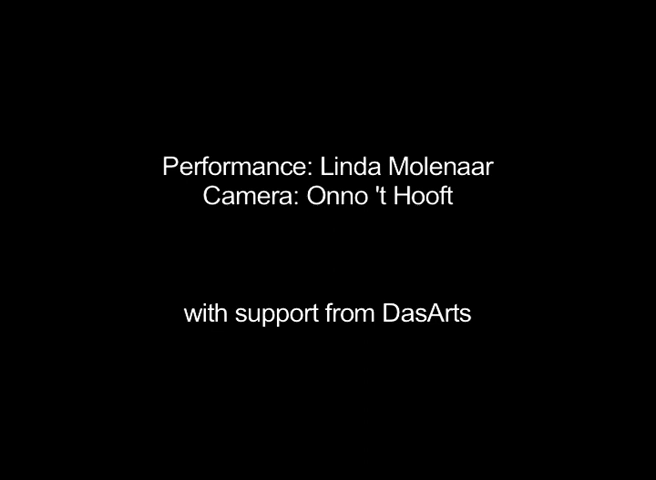 Performance: Linda Molenaar
Camera: Onno 't Hooft
with support from DasArts